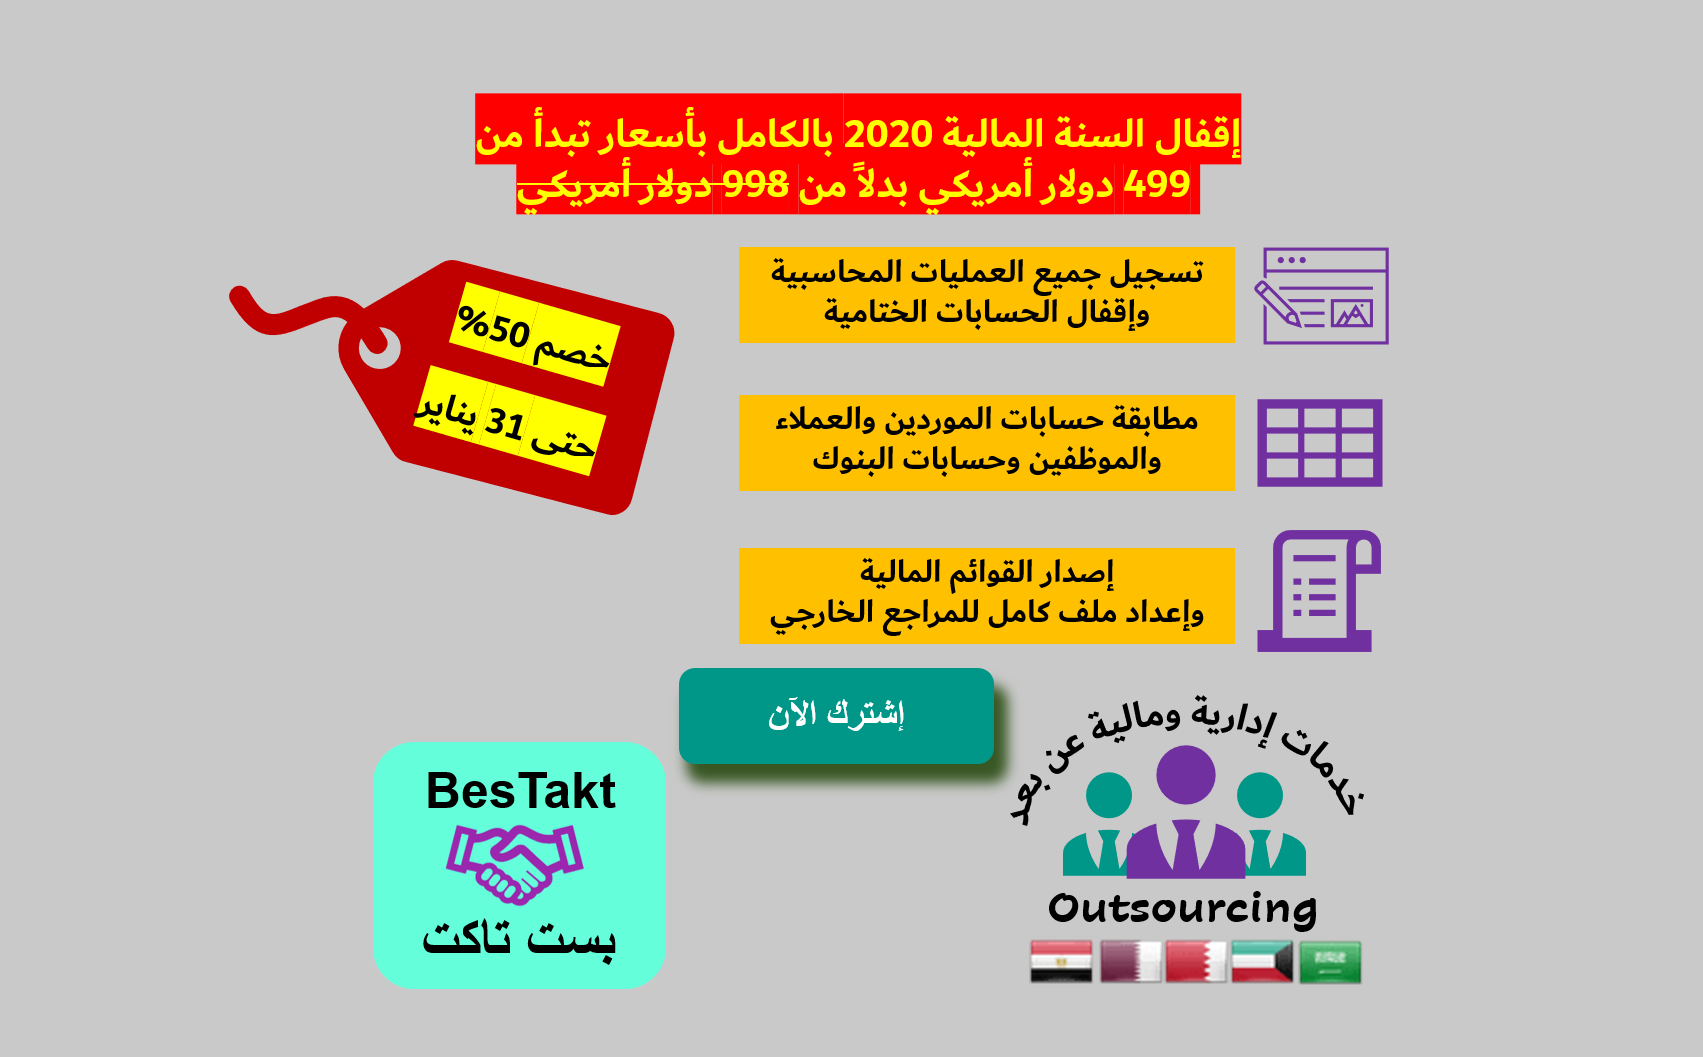 إقفال السنة المالية 2020 بالكامل بأسعار تبدأ من
499 دولار أمريكي بدلاً من 998 دولار أمريكي
تسجيل جميع العمليات المحاسبية
وإقفال الحسابات الختامية
خصم 50%
حتى 31 يناير
مطابقة حسابات الموردين والعملاء
والموظفين وحسابات البنوك
إصدار القوائم المالية
وإعداد ملف كامل للمراجع الخارجي
إشترك الآن
خدمات إدارية ومالية عن بعد
Outsourcing
BesTakt
بست تاكت